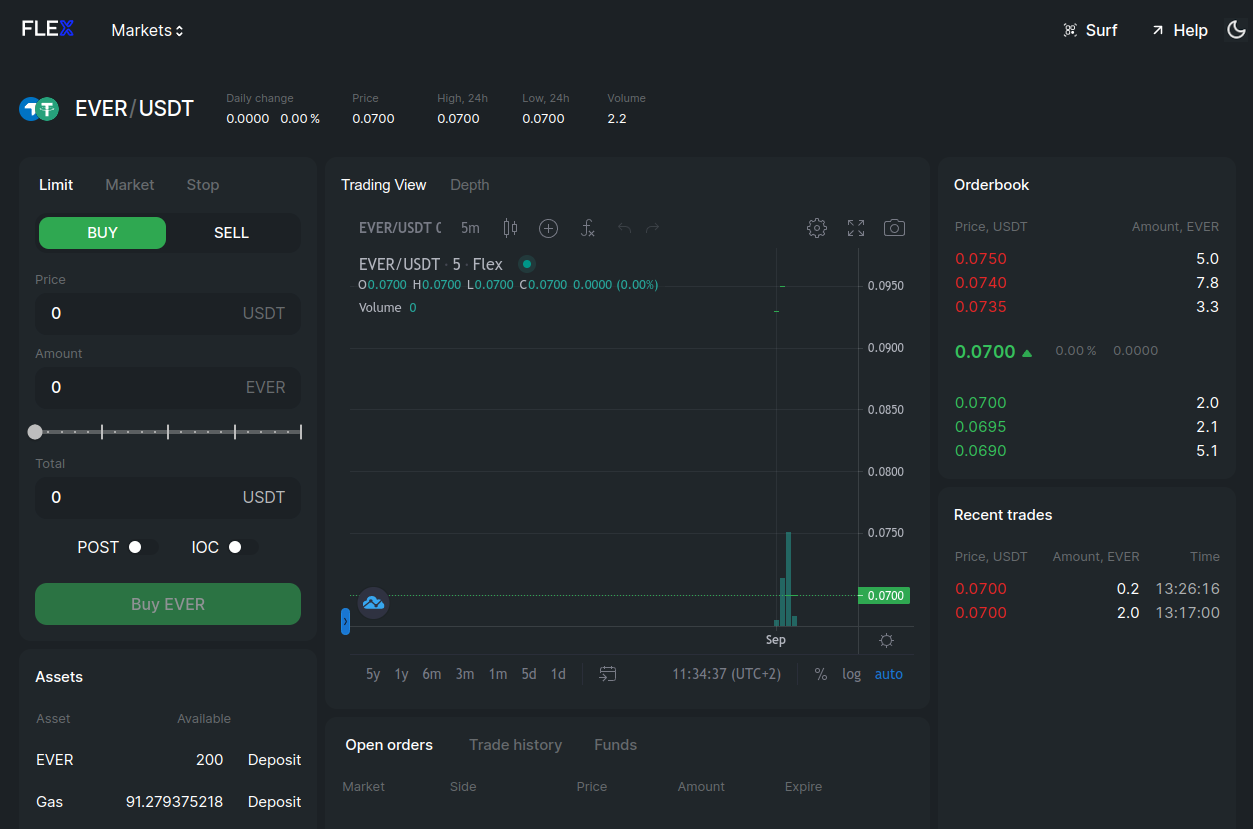 FLEX
Markets
Surf
Help
EVER/USDT
Daily change
0.0000 0.00 %
Price
0.0700
High, 24h
0.0700
Low, 24h
0.0700
Volume
2.2
Limit Market Stop
BUY SELL
Price
0 USDT
Amount
0 EVER
Total
0 USDT
POST IOC
Buy EVER
Assets
Asset Available
EVER 200 Deposit
Gas 91.279375218 Deposit
Trading View Depth
EVER/USDT 5m
EVER/USDT · 5 · Flex
O0.0700 H0.0700 L0.0700 C0.0700 0.0000 (0.00%)
Volume 0
0.0950
0.0900
0.0850
0.0800
0.0750
0.0700
Sep
5y 1y 6m 3m 1m 5d 1d 11:34:37 (UTC+2) % log auto
Open orders Trade history Funds
Market Side Price Amount Expire
Orderbook
Price, USDT Amount, EVER
0.0750 5.0
0.0740 7.8
0.0735 3.3
0.0700 0.00 % 0.0000
0.0700 2.0
0.0695 2.1
0.0690 5.1
Recent trades
Price, USDT Amount, EVER Time
0.0700 0.2 13:26:16
0.0700 2.0 13:17:00